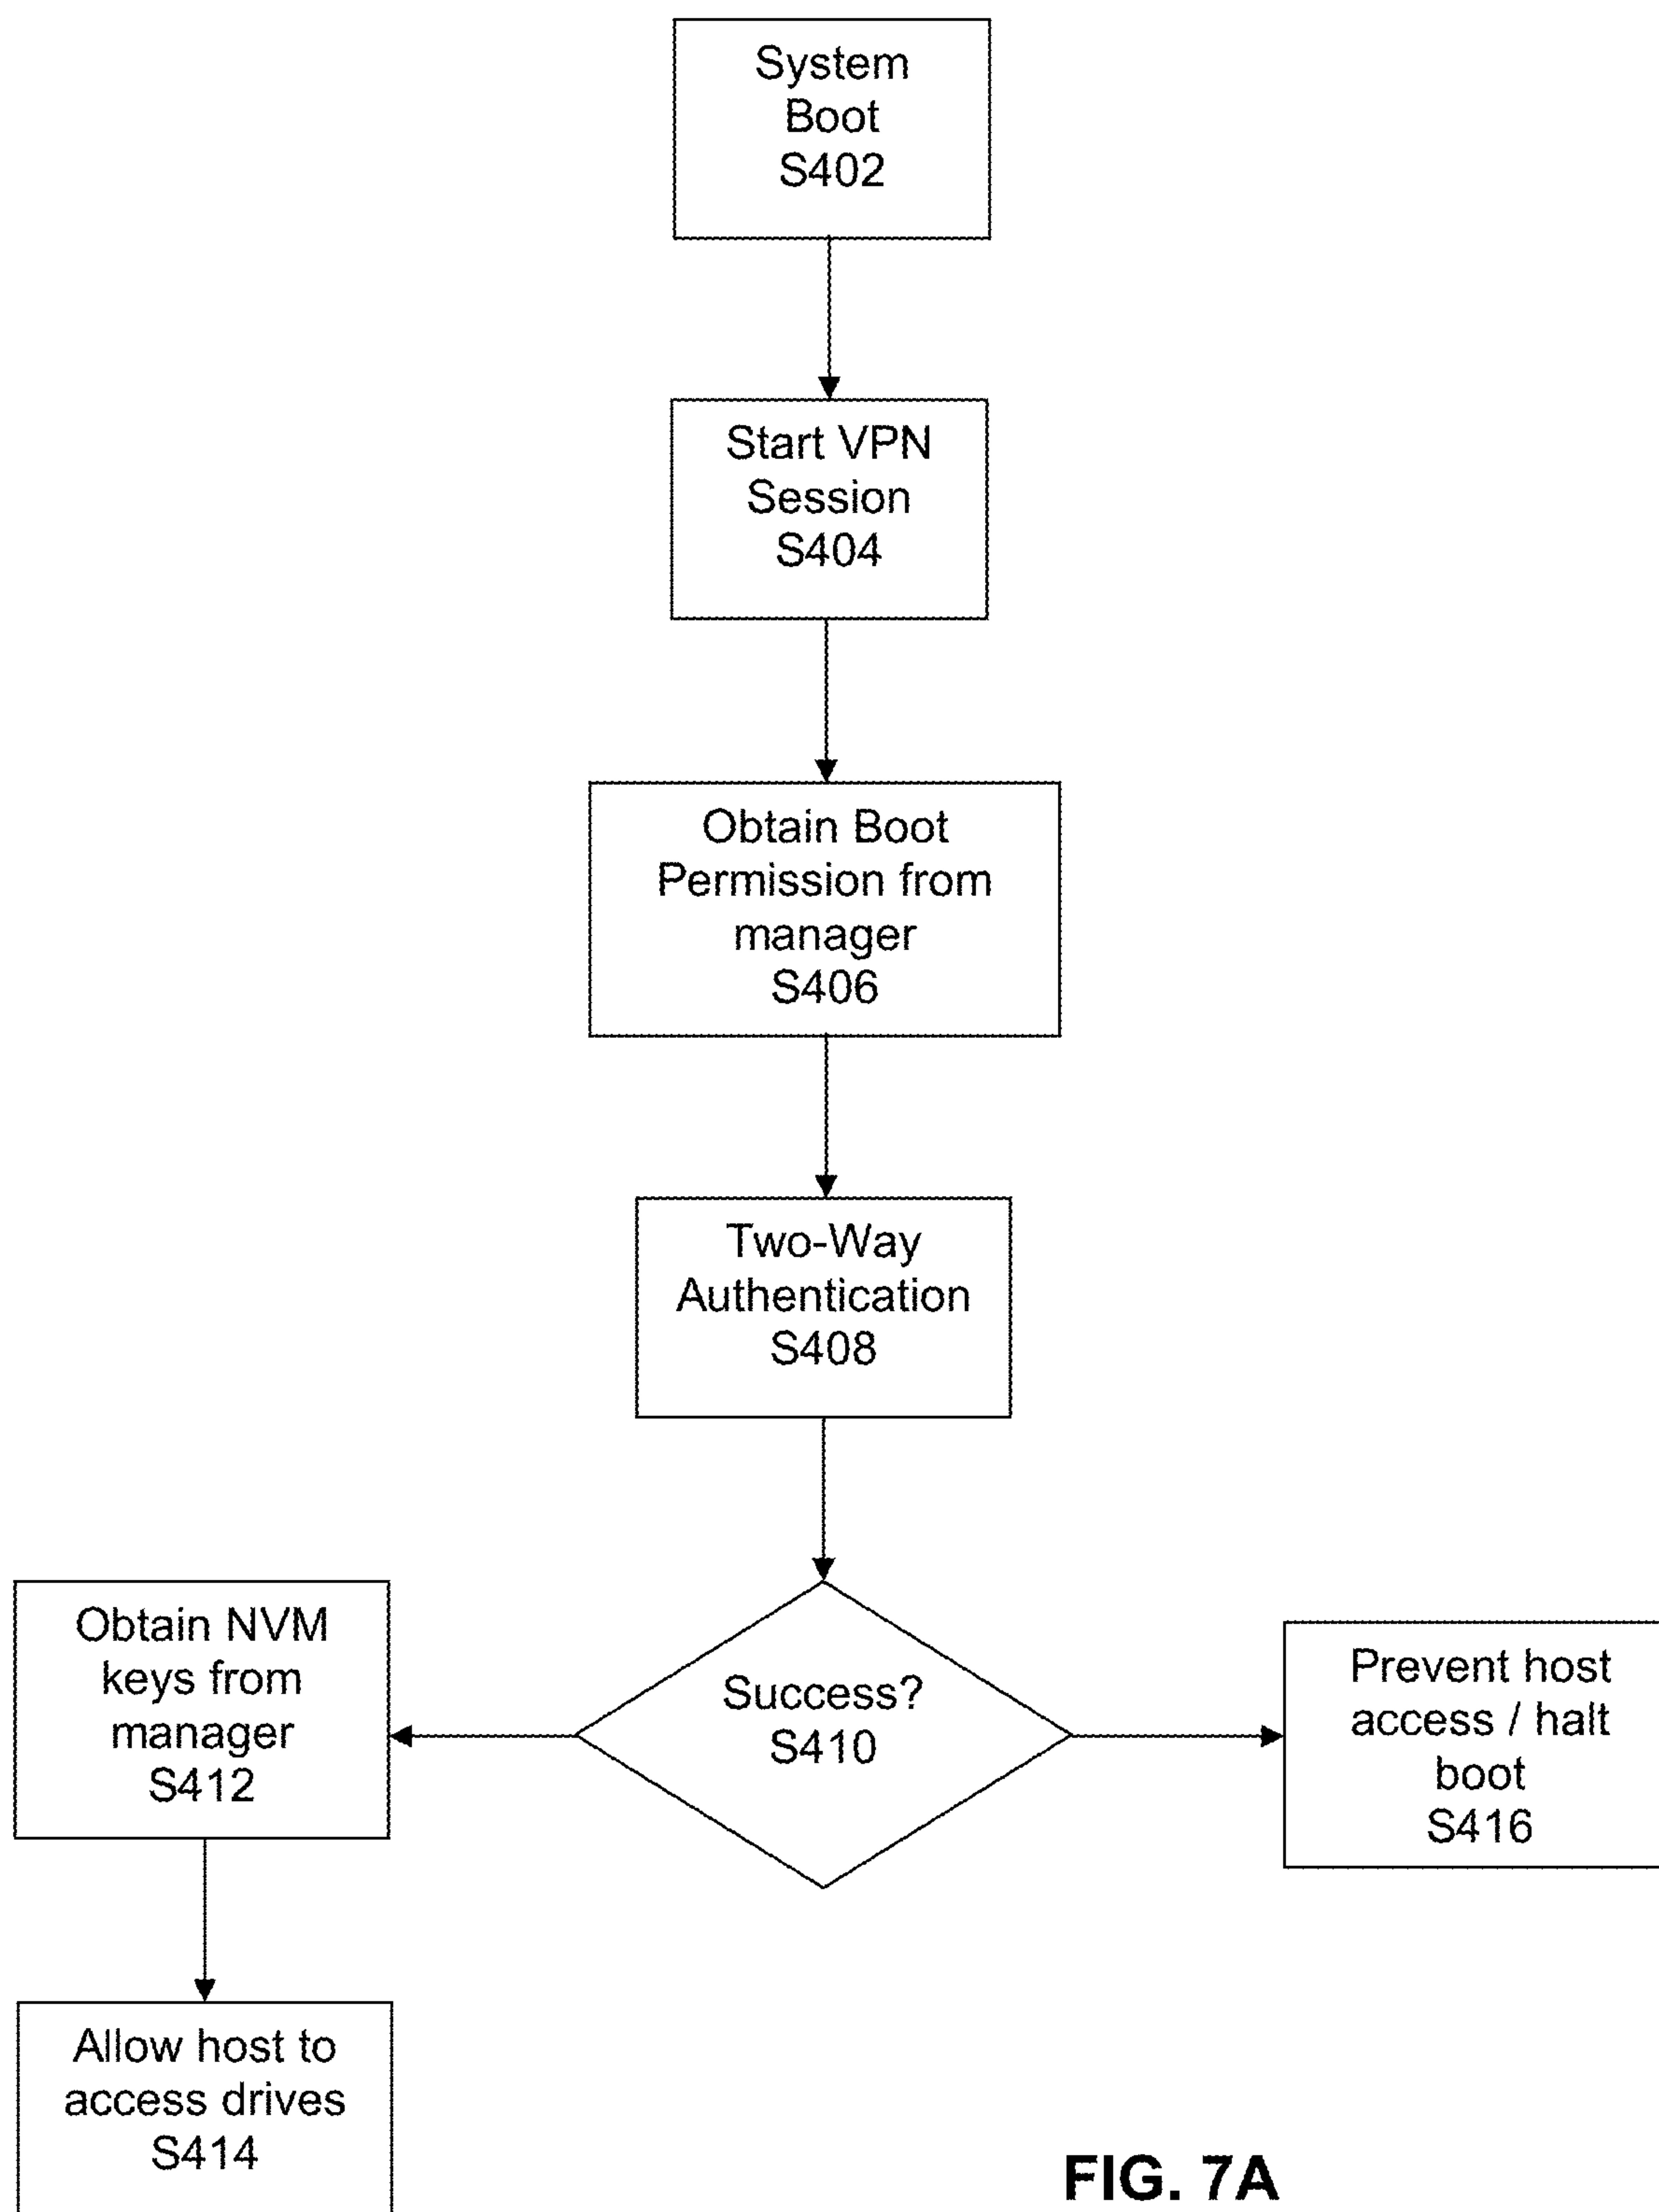 System
Boot
S402
Start VPN
Session
S404
Obtain Boot
Permission from
manager
S406
Two-Way
Authentication
S408
Success?
S410
Obtain NVM
keys from
manager
S412
Prevent host
access / halt
boot
S416
Allow host to
access drives
S414
FIG. 7A